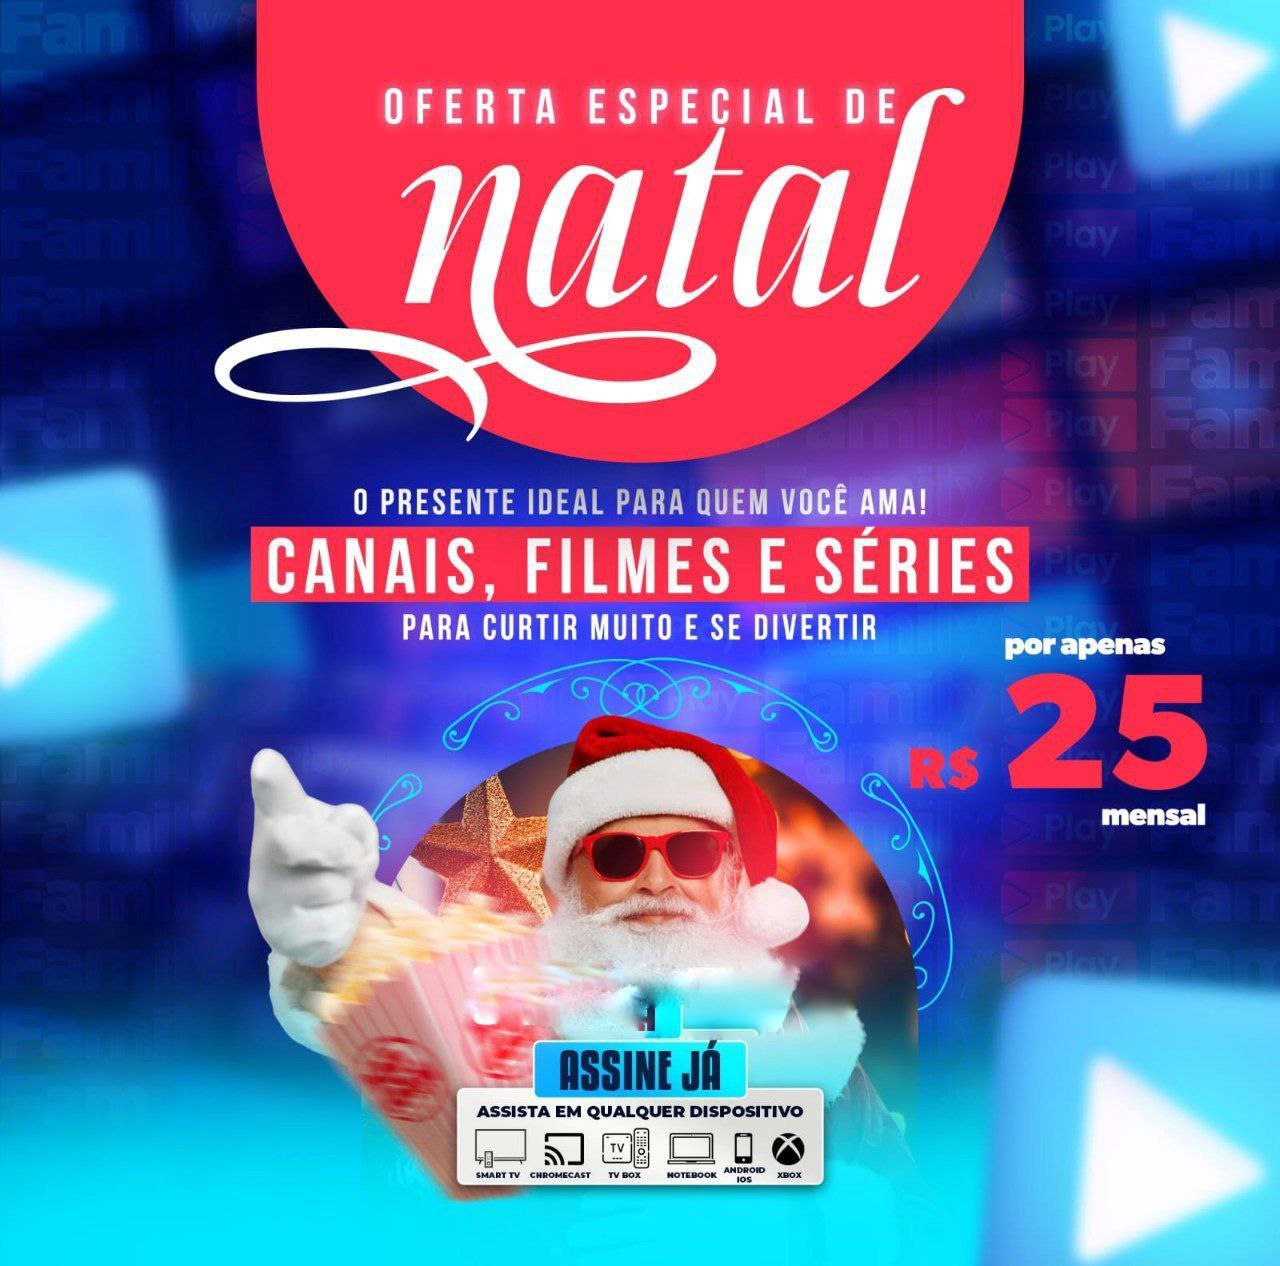 OFERTA ESPECIAL DE
natal
O PRESENTE IDEAL PARA QUEM VOCÊ AMA!
CANAIS, FILMES E SÉRIES
PARA CURTIR MUITO E SE DIVERTIR
por apenas
R$ 25
mensal
ASSINE JÁ
ASSISTA EM QUALQUER DISPOSITIVO
TV
SMART TV CHROMECAST TV BOX NOTEBOOK ANDROID IOS XBOX